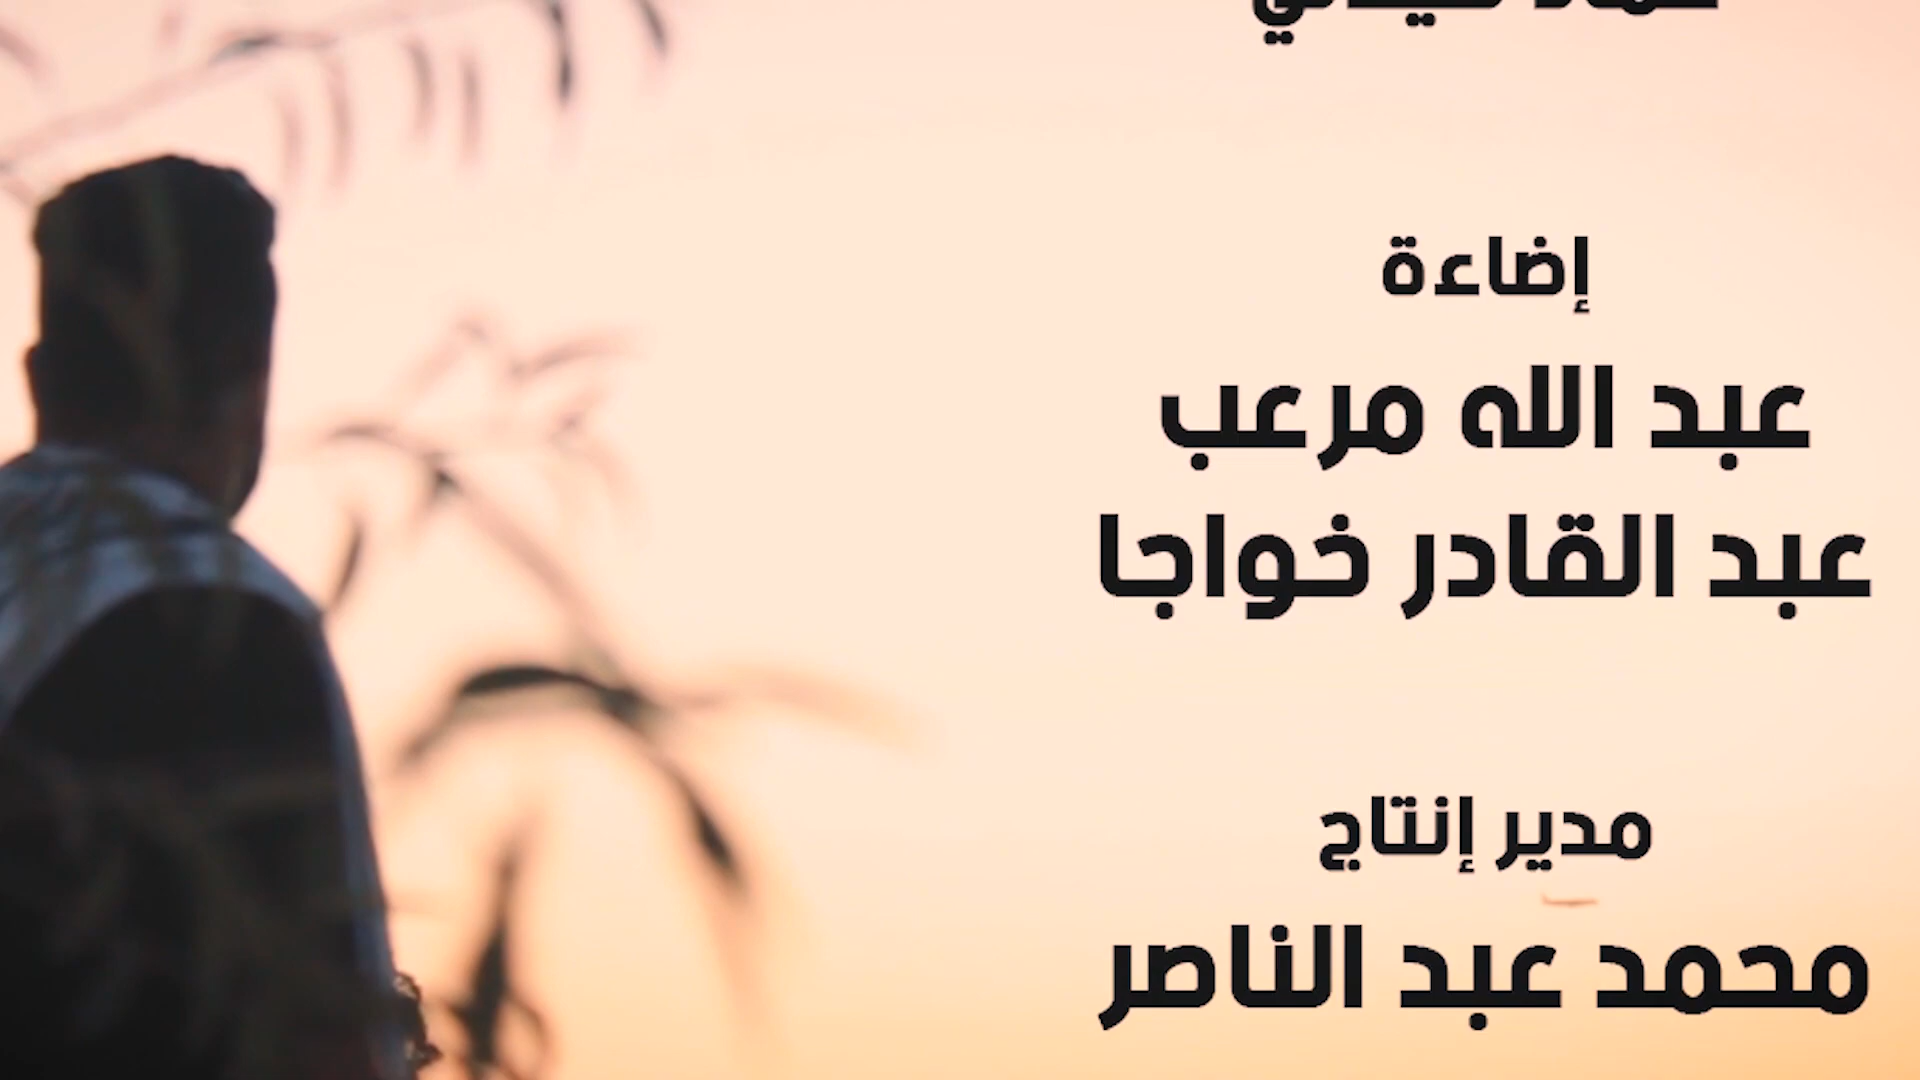 إضاءة
عبد الله مرعب
عبد القادر خواجا
مدير إنتاج
محمد عبد الناصر